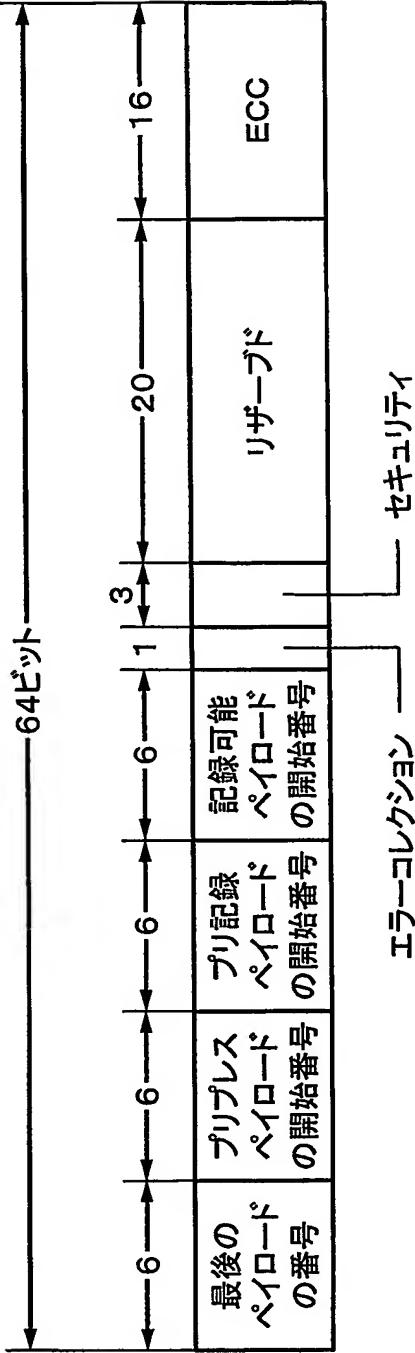 64ビット
6
6
6
6
1
3
20
16
最後の
ペイロード
の番号
プリプレス
ペイロード
の開始番号
プリ記録
ペイロード
の開始番号
記録可能
ペイロード
の開始番号
リザーブド
ECC
エラーコレクション
セキュリティ